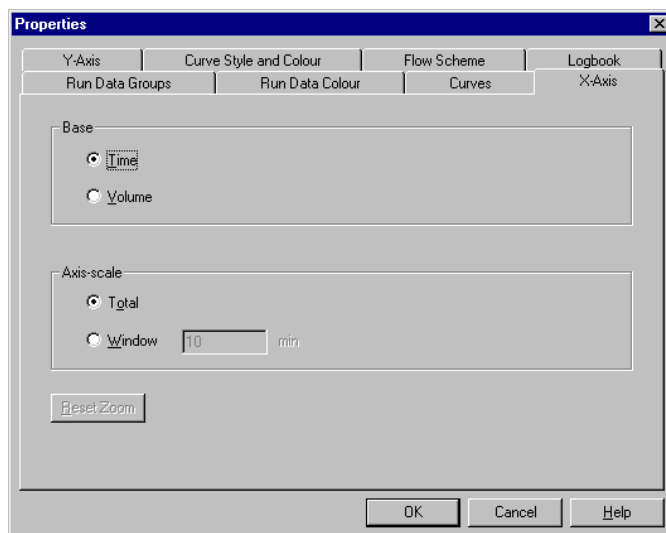 Properties
Y-Axis Curve Style and Colour Flow Scheme Logbook
Run Data Groups Run Data Colour Curves X-Axis
Base
Time
Volume
Axis-scale
Total
Window 10 min
Reset Zoom
OK Cancel Help